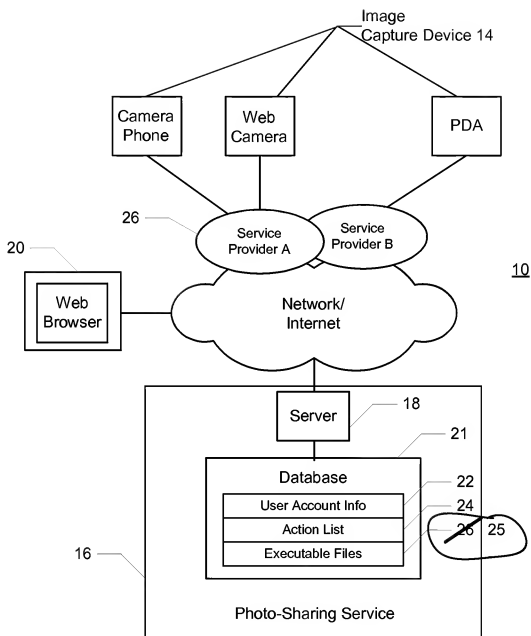 Image
Capture Device 14
Camera
Phone
Web
Camera
PDA
26
Service
Provider A
Service
Provider B
20
10
Web
Browser
Network/
Internet
Server
18
21
Database
22
User Account Info
24
Action List
26 25
Executable Files
16
Photo-Sharing Service